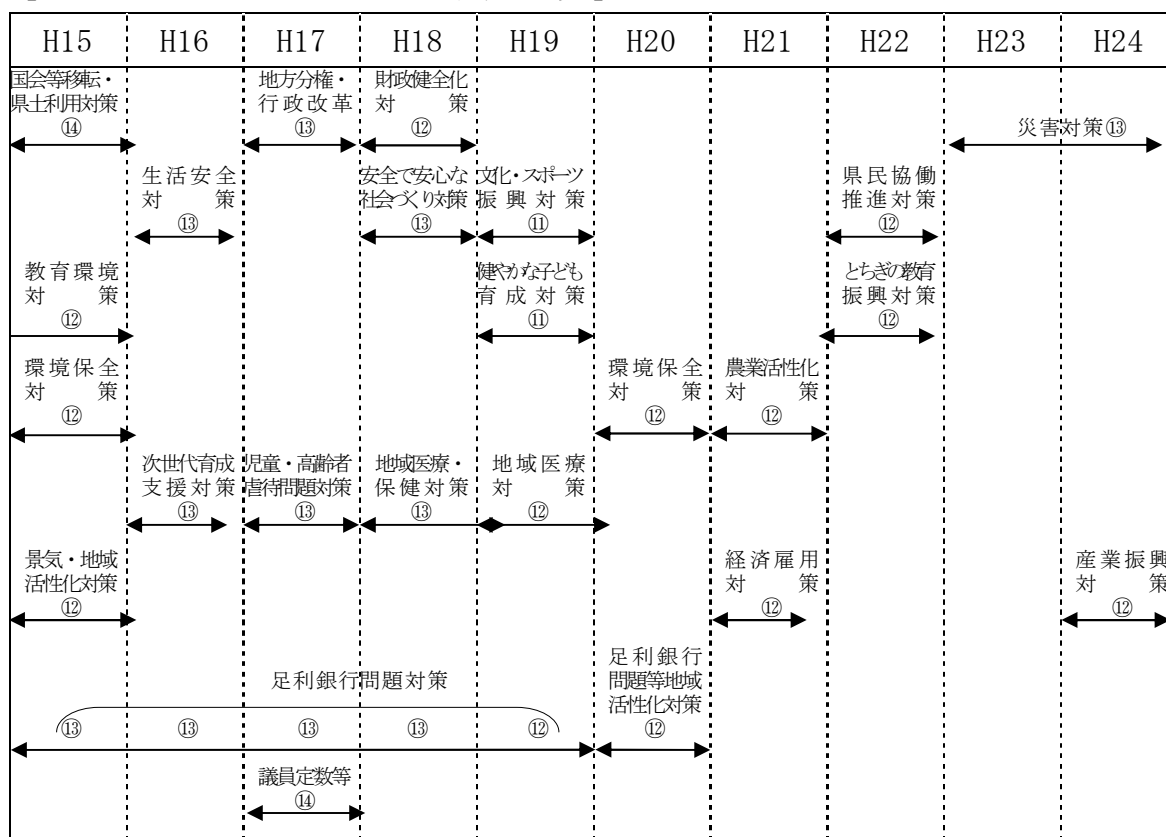 H15 H16 H17 H18 H19 H20 H21 H22 H23 H24
国会等移転・
県土利用対策
⑭
地方分権・
行政改革
⑬
財政健全化
対策
⑫
災害対策⑬
生活安全
対策
⑬
安全で安心な
社会づくり対策
⑬
文化・スポーツ
振興対策
⑪
県民協働
推進対策
⑫
教育環境
対策
⑫
健やかな子ども
育成対策
⑪
とちぎの教育
振興対策
⑫
環境保全
対策
⑫
環境保全
対策
⑫
農業活性化
対策
⑫
次世代育成
支援対策
⑬
児童・高齢者
虐待問題対策
⑬
地域医療・
保健対策
⑬
地域医療
対策
⑫
景気・地域
活性化対策
⑫
経済雇用
対策
⑫
産業振興
対策
⑫
足利銀行問題対策
⑬ ⑬ ⑬ ⑬ ⑫
足利銀行
問題等地域
活性化対策
⑫
議員定数等
⑭